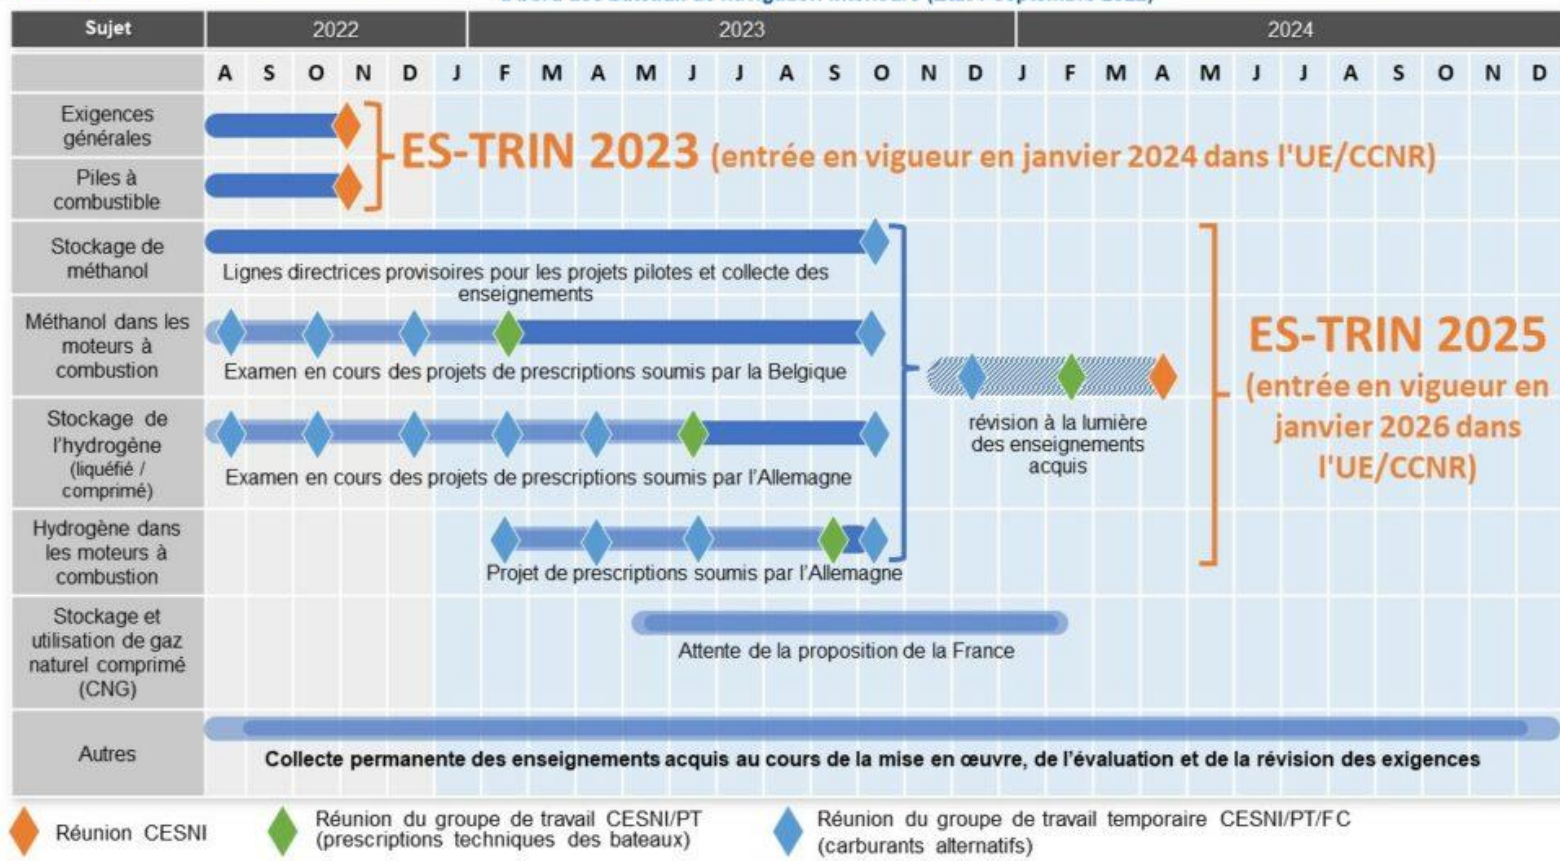 Sujet 2022 2023 2024
A S O N D J F M A M J J A S O N D J F M A M J J A S O N D
Exigences
générales
ES-TRIN 2023 (entrée en vigueur en janvier 2024 dans l'UE/CCNR)
Piles à
combustible
Stockage de
méthanol
Lignes directrices provisoires pour les projets pilotes et collecte des
enseignements
Méthanol dans les
moteurs à
combustion
Examen en cours des projets de prescriptions soumis par la Belgique
Stockage de
l'hydrogène
(liquéfié /
comprimé)
Examen en cours des projets de prescriptions soumis par l'Allemagne
révision à la lumière
des enseignements
acquis
ES-TRIN 2025
(entrée en vigueur en
janvier 2026 dans
l'UE/CCNR)
Hydrogène dans
les moteurs à
combustion
Projet de prescriptions soumis par l'Allemagne
Stockage et
utilisation de gaz
naturel comprimé
(CNG)
Attente de la proposition de la France
Autres
Collecte permanente des enseignements acquis au cours de la mise en œuvre, de l'évaluation et de la révision des exigences
Réunion CESNI
Réunion du groupe de travail CESNI/PT
(prescriptions techniques des bateaux)
Réunion du groupe de travail temporaire CESNI/PT/FC
(carburants alternatifs)